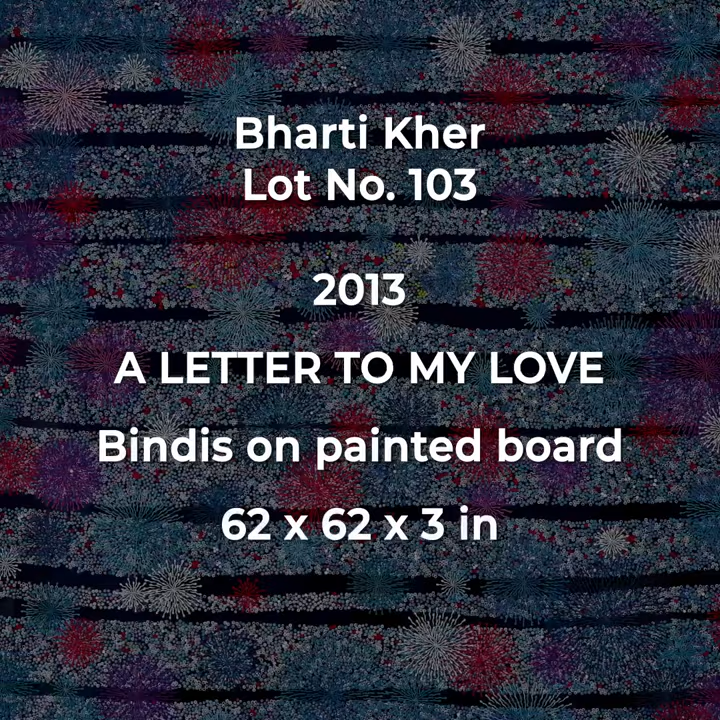 Bharti Kher
Lot No. 103
2013
A LETTER TO MY LOVE
Bindis on painted board
62 x 62 x 3 in